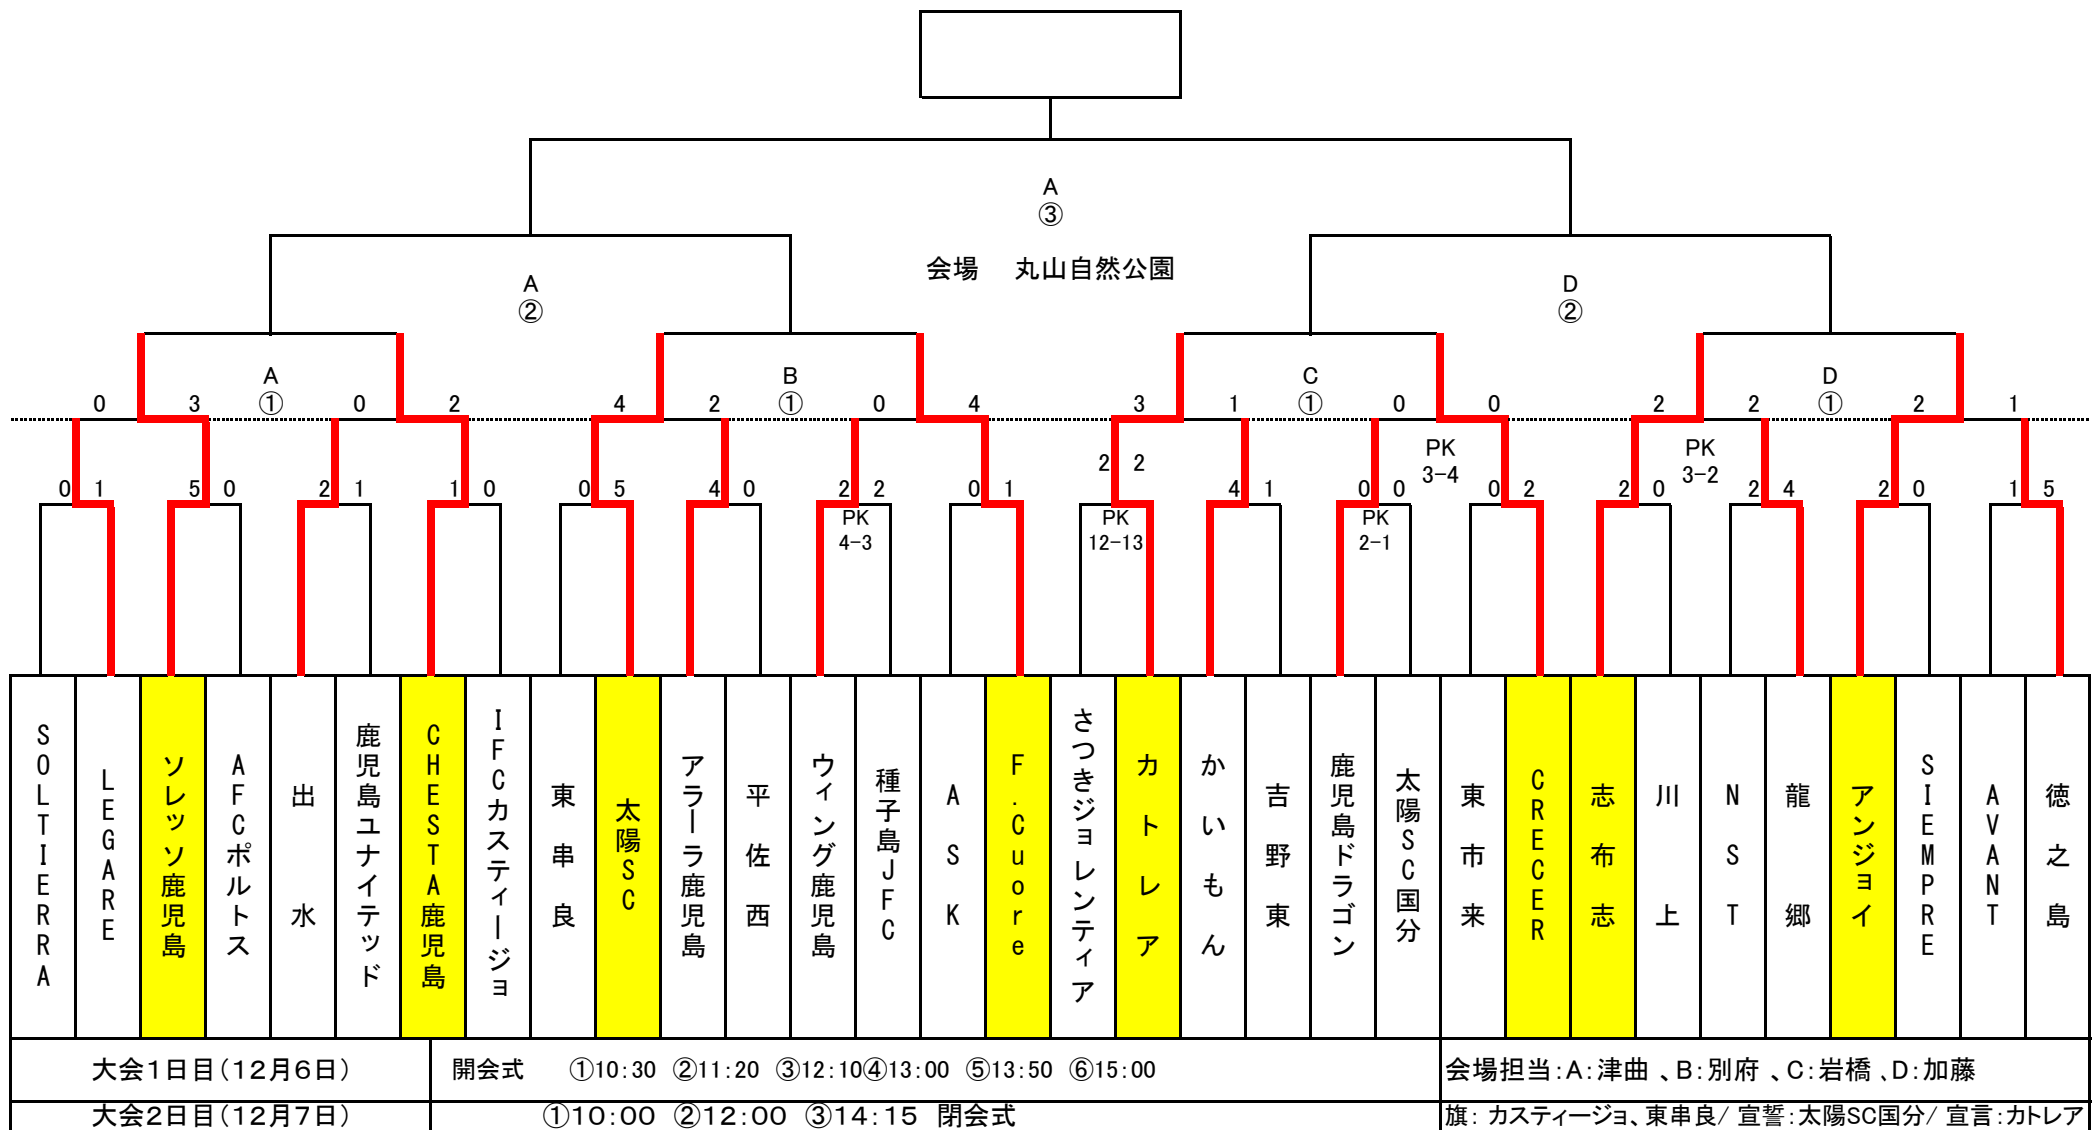 A
③
会場　丸山自然公園
A
②
D
②
A
①
B
①
C
①
D
①
0 3 0 2 4 2 0 4 3 1 0 0 2 2 2 1
PK
3-4
PK
3-2
2 2
0 1 5 0 2 1 1 0 0 5 4 0 2 2 0 1 4 1 0 0 0 2 2 0 2 4 2 0 1 5
PK
4-3
PK
12-13
PK
2-1
SOLTIERRA
LEGARE
ソレッソ鹿児島
AFCポルトス
出水
鹿児島ユナイテッド
CHESTA鹿児島
IFCカスティージョ
東串良
太陽SC
アラーラ鹿児島
平佐西
ウィング鹿児島
種子島JFC
ASK
F.Cuore
さつきジョレンティア
カトレア
かいもん
吉野東
鹿児島ドラゴン
太陽SC国分
東市来
CRECER
志布志
川上
NST
龍郷
アンジョイ
SIEMPRE
AVANT
徳之島
大会1日目(12月6日)　開会式　①10:30 ②11:20 ③12:10④13:00 ⑤13:50 ⑥15:00　会場担当:A:津曲 、B:別府 、C:岩橋 、D:加藤
大会2日目(12月7日)　①10:00 ②12:00 ③14:15 閉会式　旗: カスティージョ、東串良/ 宣誓:太陽SC国分/ 宣言:カトレア